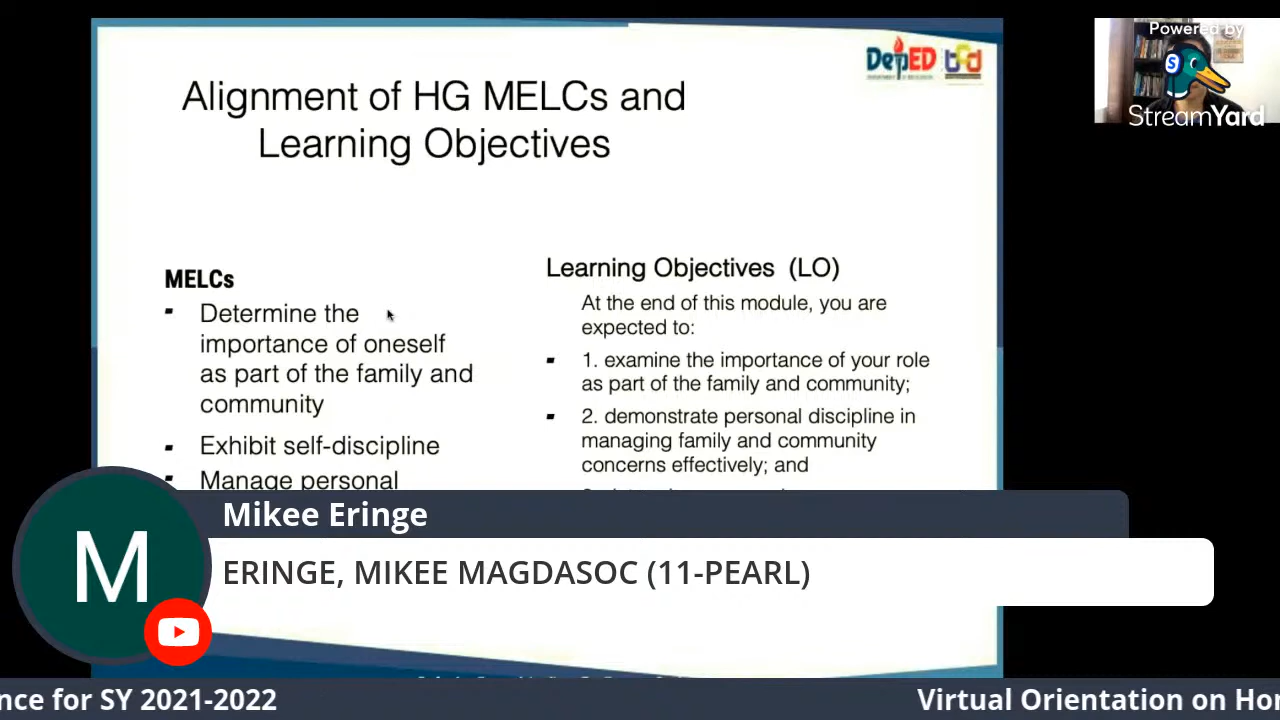 Powered by
StreamYard
DepED
Alignment of HG MELCs and
Learning Objectives
MELCs
▪ Determine the
importance of oneself
as part of the family and
community
▪ Exhibit self-discipline
▪ Manage personal
Learning Objectives (LO)
At the end of this module, you are
expected to:
▪ 1. examine the importance of your role
as part of the family and community;
▪ 2. demonstrate personal discipline in
managing family and community
concerns effectively; and
M
Mikee Eringe
ERINGE, MIKEE MAGDASOC (11-PEARL)
nce for SY 2021-2022
Virtual Orientation on Hor